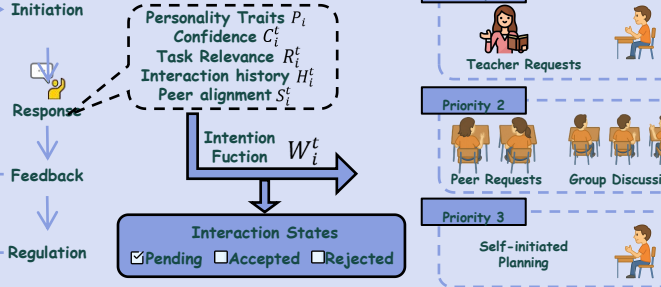 Initiation
Response
Feedback
Regulation
Personality Traits P_i
Confidence C_i^t
Task Relevance R_i^t
Interaction history H_i^t
Peer alignment S_i^t
Intention
Fuction W_i^t
Interaction States
Pending Accepted Rejected
Teacher Requests
Priority 2
Peer Requests Group Discussi
Priority 3
Self-initiated
Planning